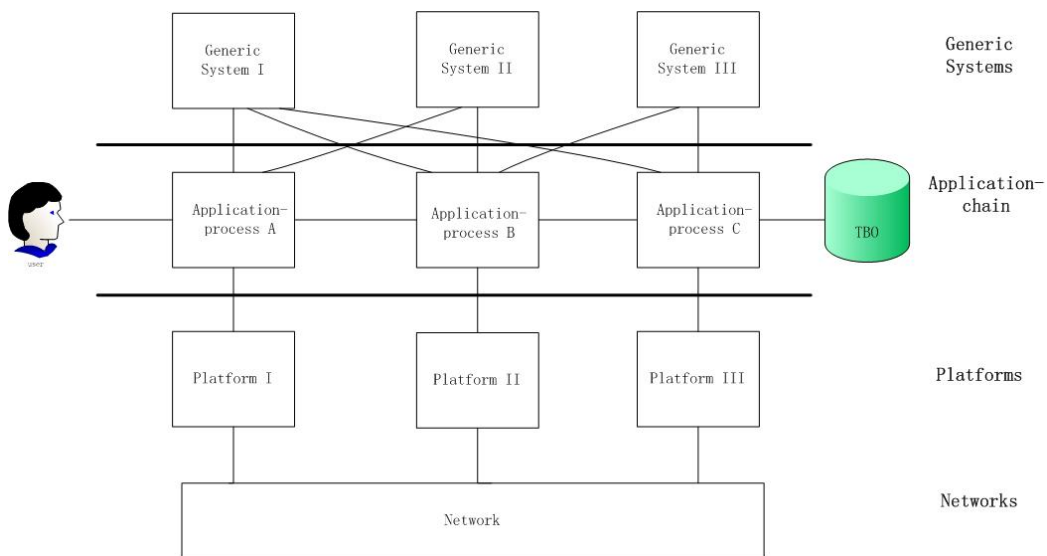 Generic
System I
Generic
System II
Generic
System III
Generic
Systems
Application-
process A
Application-
process B
Application-
process C
TBO
Application-
chain
user
Platform I
Platform II
Platform III
Platforms
Network
Networks